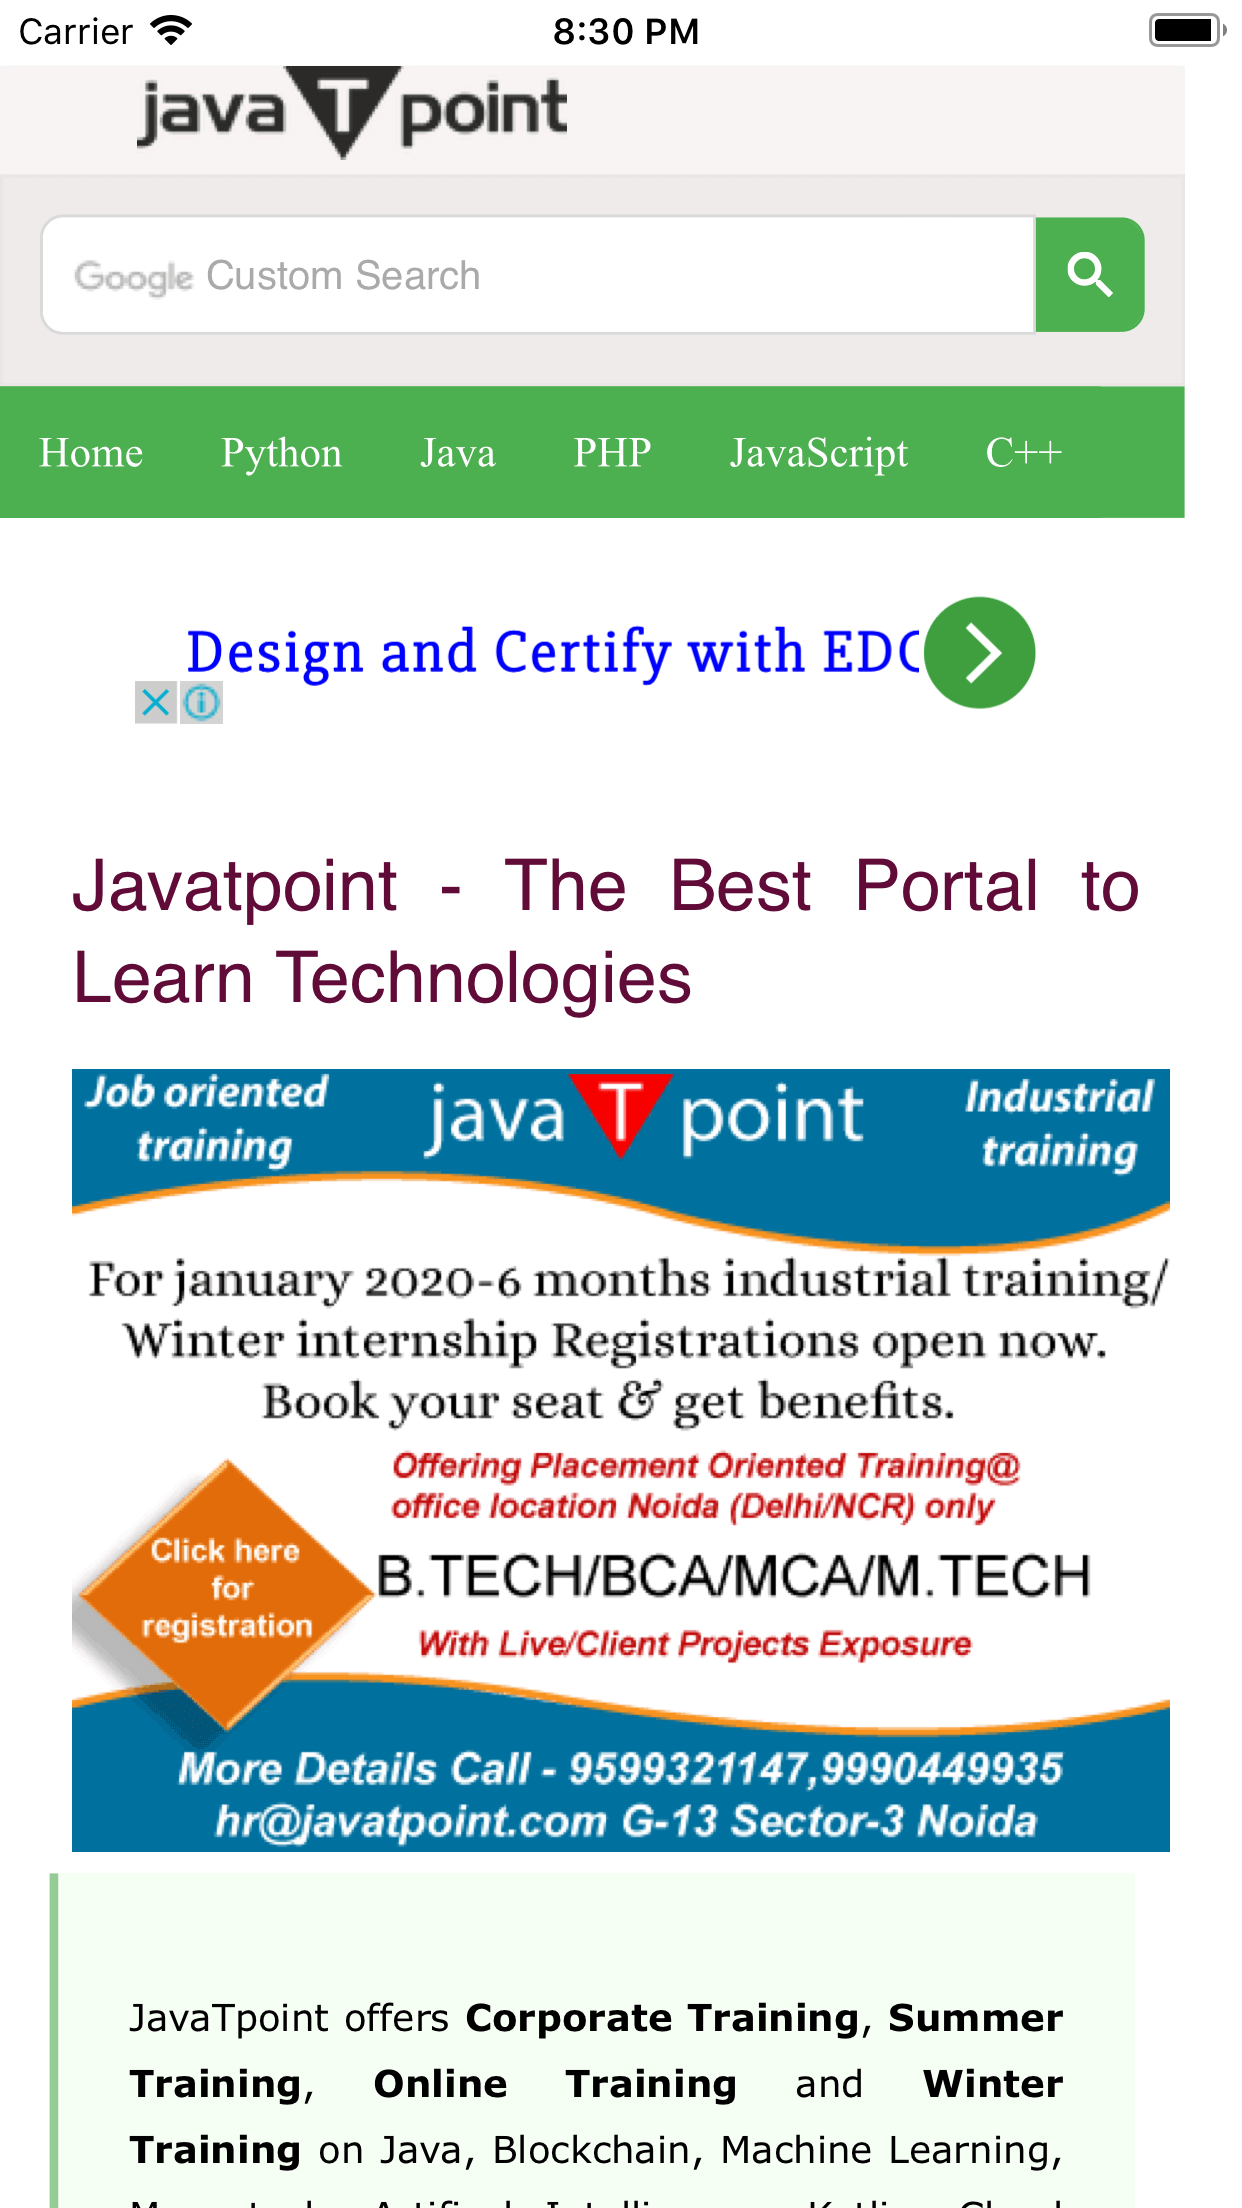 Carrier 8:30 PM
javaTpoint
Google Custom Search
Home Python Java PHP JavaScript C++
Design and Certify with
Javatpoint - The Best Portal to
Learn Technologies
Job oriented
training
javaTpoint
Industrial
training
For january 2020-6 months industrial training/
Winter internship Registrations open now.
Book your seat & get benefits.
Offering Placement Oriented Training@
office location Noida (Delhi/NCR) only
Click here
for
registration
B.TECH/BCA/MCA/M.TECH
With Live/Client Projects Exposure
More Details Call - 9599321147,9990449935
hr@javatpoint.com G-13 Sector-3 Noida
JavaTpoint offers Corporate Training, Summer
Training, Online Training and Winter
Training on Java, Blockchain, Machine Learning,